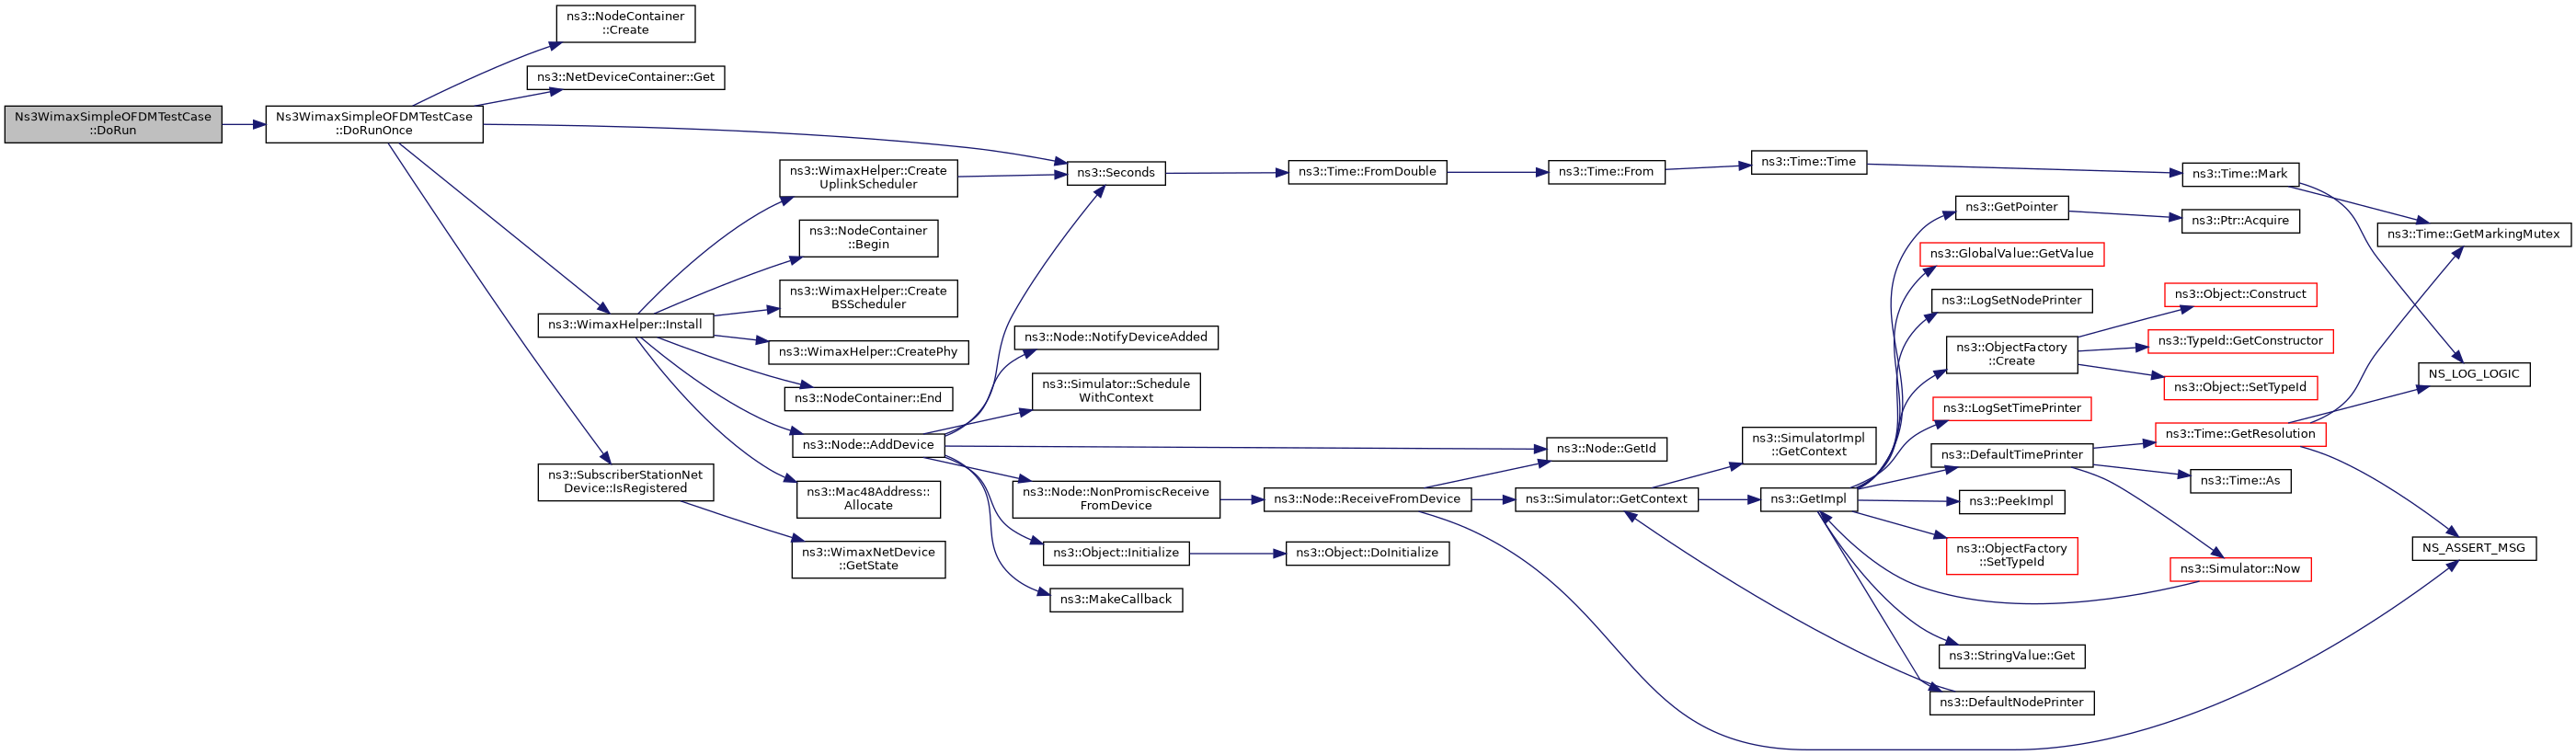 Ns3WimaxSimpleOFDMTestCase
::DoRun
Ns3WimaxSimpleOFDMTestCase
::DoRunOnce
ns3::NodeContainer
::Create
ns3::NetDeviceContainer::Get
ns3::WimaxHelper::Install
ns3::SubscriberStationNet
Device::IsRegistered
ns3::WimaxHelper::Create
UplinkScheduler
ns3::NodeContainer
::Begin
ns3::WimaxHelper::Create
BSScheduler
ns3::WimaxHelper::CreatePhy
ns3::NodeContainer::End
ns3::Node::AddDevice
ns3::Mac48Address::
Allocate
ns3::WimaxNetDevice
::GetState
ns3::Seconds
ns3::Node::NotifyDeviceAdded
ns3::Simulator::Schedule
WithContext
ns3::Node::NonPromiscReceive
FromDevice
ns3::Object::Initialize
ns3::MakeCallback
ns3::Time::FromDouble
ns3::Node::ReceiveFromDevice
ns3::Object::DoInitialize
ns3::Time::From
ns3::Node::GetId
ns3::Simulator::GetContext
ns3::Time::Time
ns3::SimulatorImpl
::GetContext
ns3::GetImpl
ns3::GetPointer
ns3::GlobalValue::GetValue
ns3::LogSetNodePrinter
ns3::ObjectFactory
::Create
ns3::LogSetTimePrinter
ns3::DefaultTimePrinter
ns3::PeekImpl
ns3::ObjectFactory
::SetTypeId
ns3::StringValue::Get
ns3::DefaultNodePrinter
ns3::Time::Mark
ns3::Ptr::Acquire
ns3::Object::Construct
ns3::TypeId::GetConstructor
ns3::Object::SetTypeId
ns3::Time::GetResolution
ns3::Time::As
ns3::Simulator::Now
ns3::Time::GetMarkingMutex
NS_LOG_LOGIC
NS_ASSERT_MSG